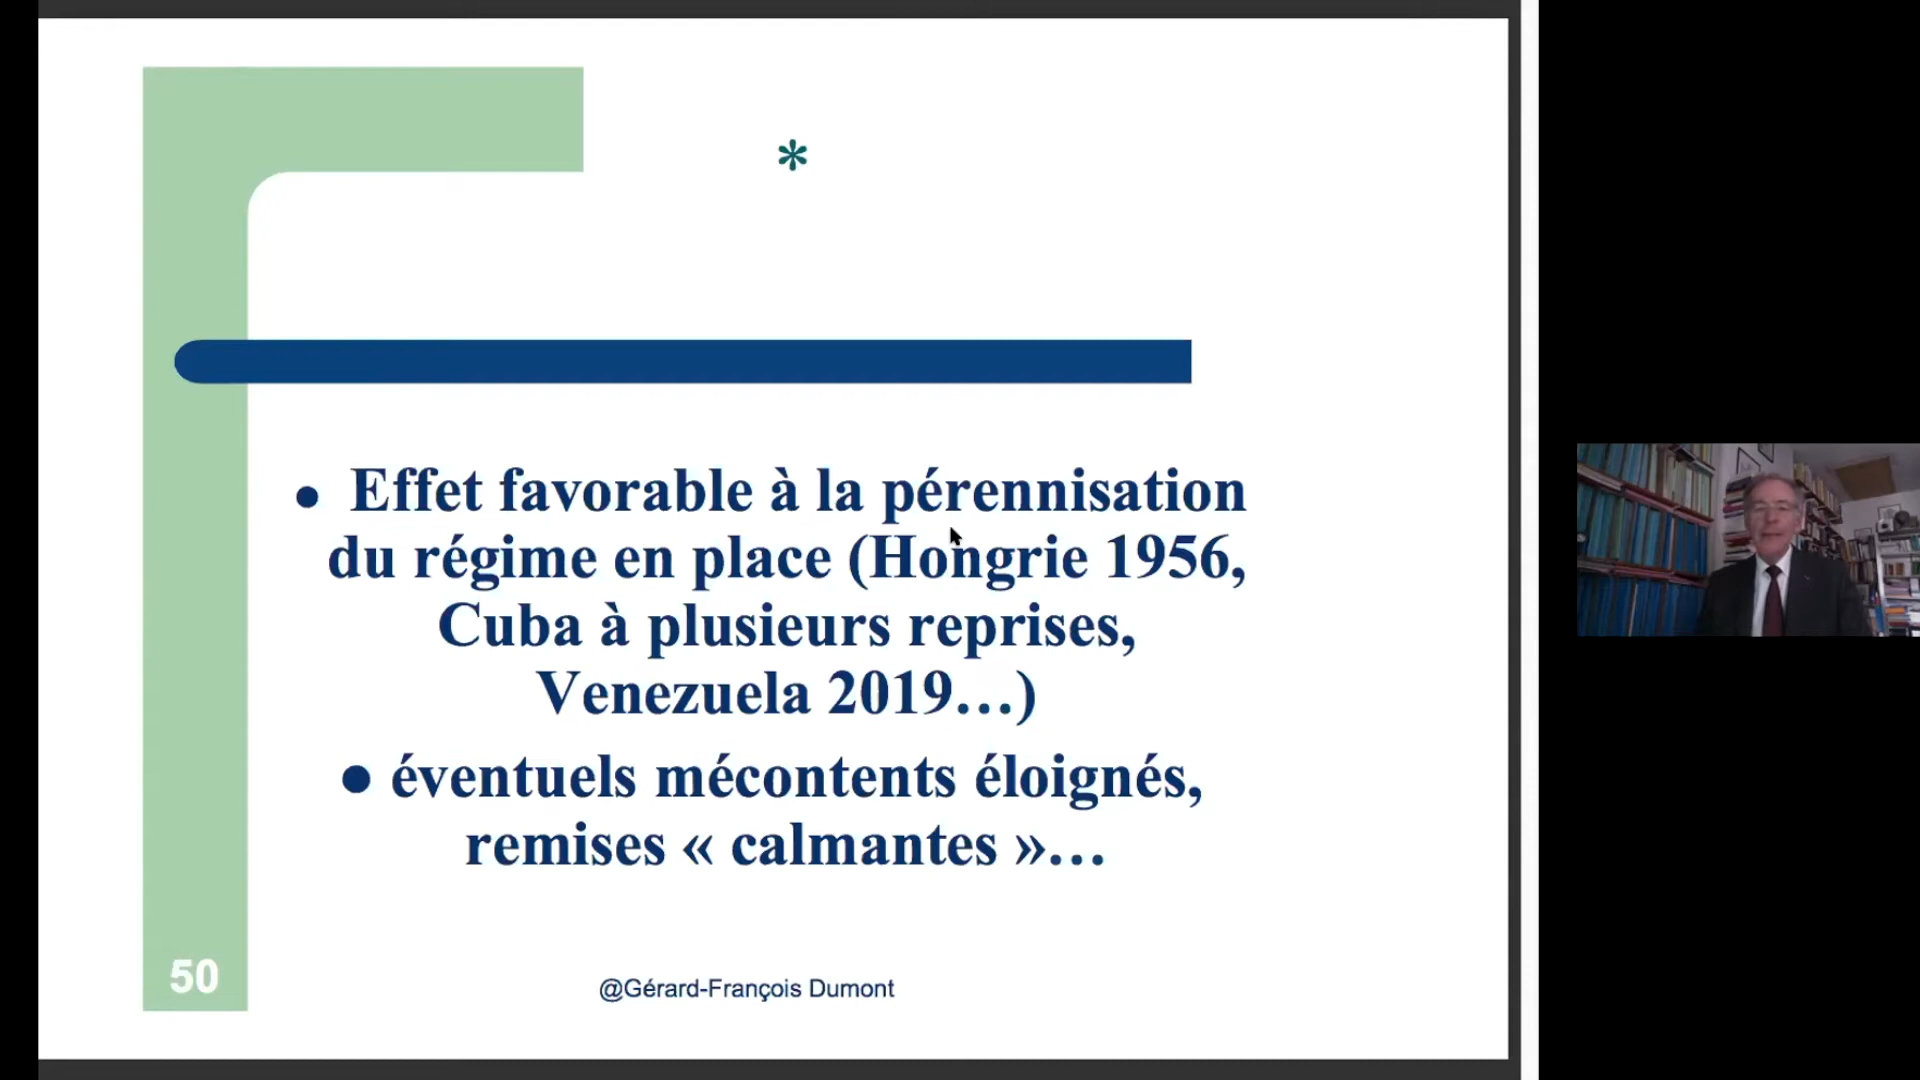 *
• Effet favorable à la pérennisation
du régime en place (Hongrie 1956,
Cuba à plusieurs reprises,
Venezuela 2019…)
• éventuels mécontents éloignés,
remises « calmantes »…
50
@Gérard-François Dumont